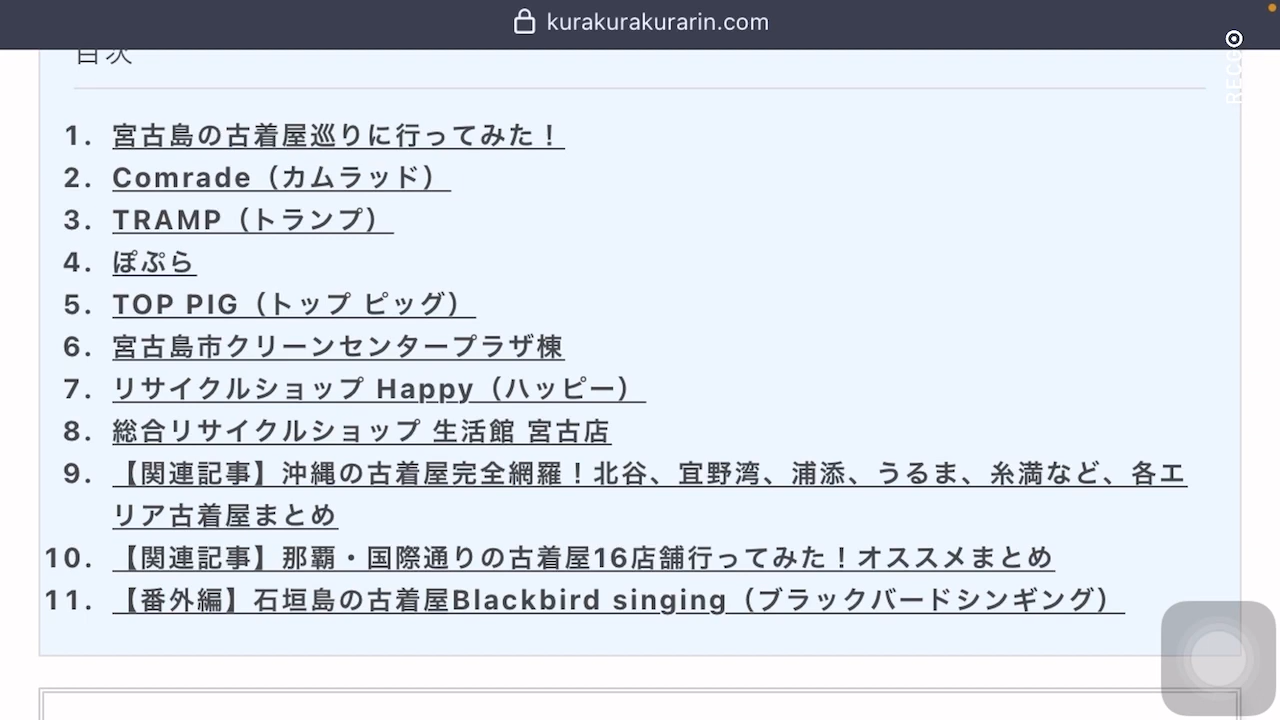 kurakurakurarin.com
RECGO
目次
1. 宮古島の古着屋巡りに行ってみた！
2. Comrade（カムラッド）
3. TRAMP（トランプ）
4. ぽぷら
5. TOP PIG（トップ ピッグ）
6. 宮古島市クリーンセンタープラザ棟
7. リサイクルショップ Happy（ハッピー）
8. 総合リサイクルショップ 生活館 宮古店
9. 【関連記事】沖縄の古着屋完全網羅！北谷、宜野湾、浦添、うるま、糸満など、各エ
リア古着屋まとめ
10. 【関連記事】那覇・国際通りの古着屋16店舗行ってみた！オススメまとめ
11. 【番外編】石垣島の古着屋Blackbird singing（ブラックバードシンギング）